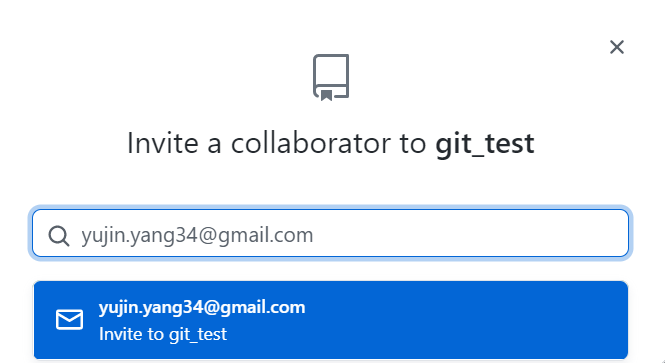 Invite a collaborator to git_test
yujin.yang34@gmail.com
yujin.yang34@gmail.com
Invite to git_test